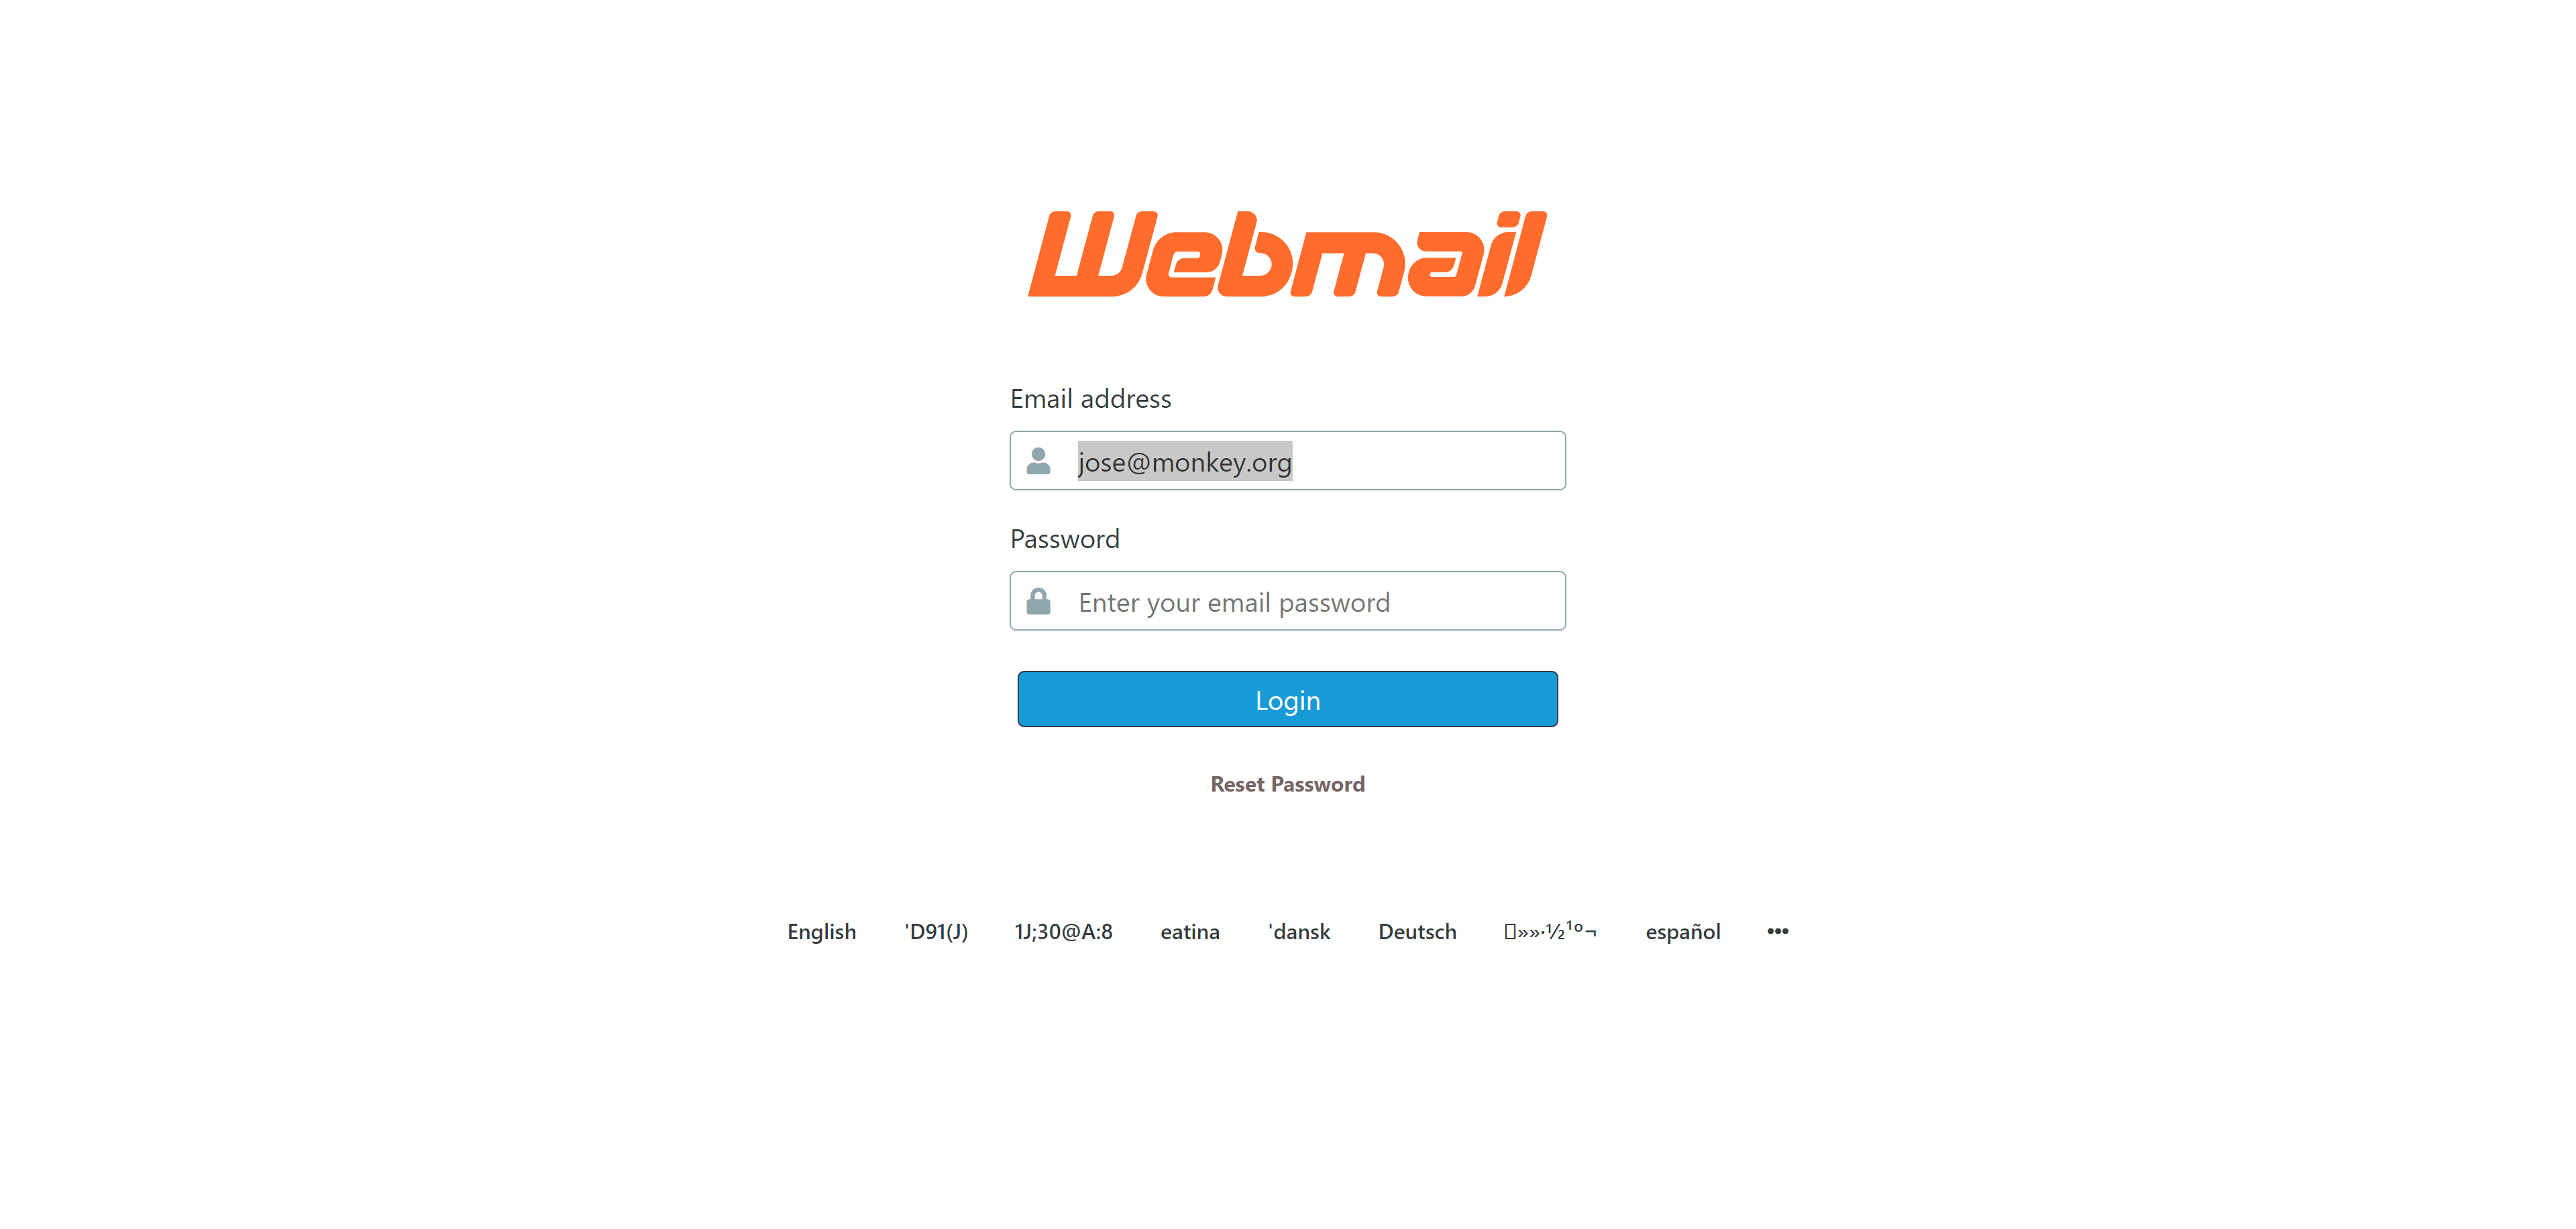 Webmail
Email address
jose@monkey.org
Password
Enter your email password
Login
Reset Password
English 'D91(J) 1J;30@A:8 eatina 'dansk Deutsch »»·½¹º¬ español •••